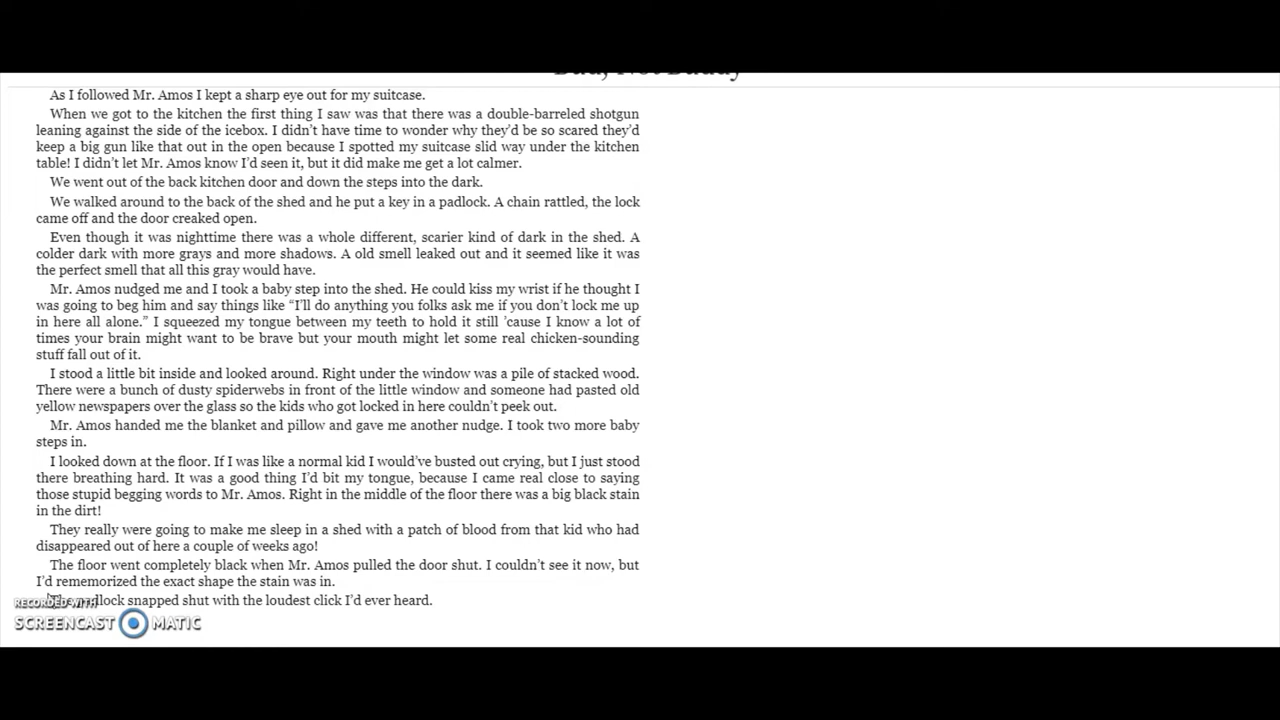 Bud, Not Buddy
As I followed Mr. Amos I kept a sharp eye out for my suitcase.
When we got to the kitchen the first thing I saw was that there was a double-barreled shotgun
leaning against the side of the icebox. I didn’t have time to wonder why they’d be so scared they’d
keep a big gun like that out in the open because I spotted my suitcase slid way under the kitchen
table! I didn’t let Mr. Amos know I’d seen it, but it did make me get a lot calmer.
We went out of the back kitchen door and down the steps into the dark.
We walked around to the back of the shed and he put a key in a padlock. A chain rattled, the lock
came off and the door creaked open.
Even though it was nighttime there was a whole different, scarier kind of dark in the shed. A
colder dark with more grays and more shadows. A old smell leaked out and it seemed like it was
the perfect smell that all this gray would have.
Mr. Amos nudged me and I took a baby step into the shed. He could kiss my wrist if he thought I
was going to beg him and say things like “I’ll do anything you folks ask me if you don’t lock me up
in here all alone.” I squeezed my tongue between my teeth to hold it still ’cause I know a lot of
times your brain might want to be brave but your mouth might let some real chicken-sounding
stuff fall out of it.
I stood a little bit inside and looked around. Right under the window was a pile of stacked wood.
There were a bunch of dusty spiderwebs in front of the little window and someone had pasted old
yellow newspapers over the glass so the kids who got locked in here couldn’t peek out.
Mr. Amos handed me the blanket and pillow and gave me another nudge. I took two more baby
steps in.
I looked down at the floor. If I was like a normal kid I would’ve busted out crying, but I just stood
there breathing hard. It was a good thing I’d bit my tongue, because I came real close to saying
those stupid begging words to Mr. Amos. Right in the middle of the floor there was a big black stain
in the dirt!
They really were going to make me sleep in a shed with a patch of blood from that kid who had
disappeared out of here a couple of weeks ago!
The floor went completely black when Mr. Amos pulled the door shut. I couldn’t see it now, but
I’d rememorized the exact shape the stain was in.
The padlock snapped shut with the loudest click I’d ever heard.
RECORDED WITH
SCREENCAST MATIC